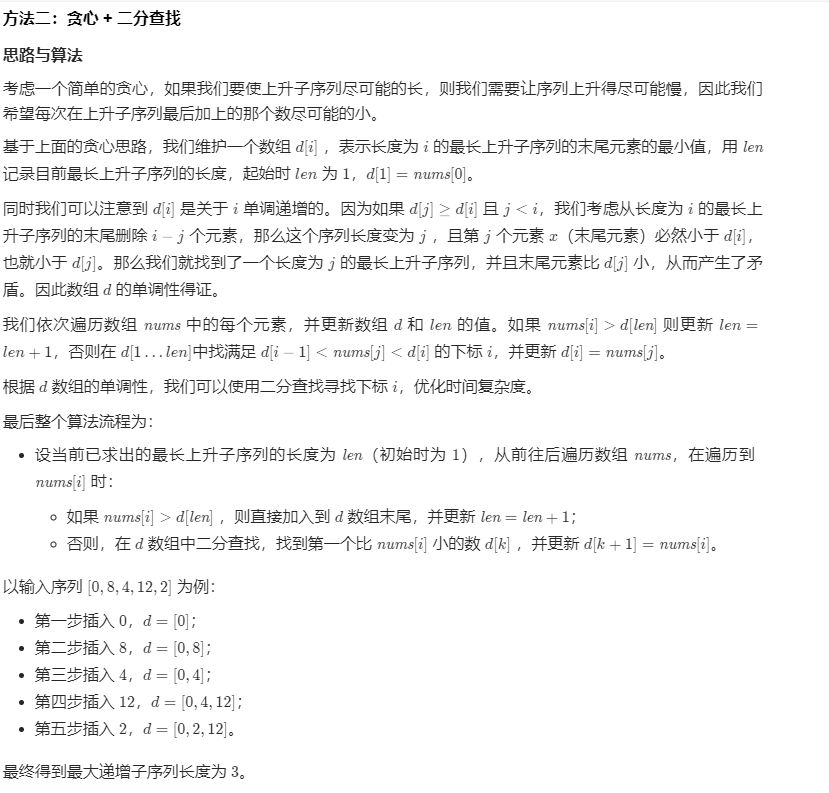 方法二：贪心 + 二分查找
思路与算法
考虑一个简单的贪心，如果我们要使上升子序列尽可能的长，则我们需要让序列上升得尽可能慢，因此我们
希望每次在上升子序列最后加上的那个数尽可能的小。
基于上面的贪心思路，我们维护一个数组 d[i] ，表示长度为 i 的最长上升子序列的末尾元素的最小值，用 len
记录目前最长上升子序列的长度，起始时 len 为 1，d[1] = nums[0]。
同时我们可以注意到 d[i] 是关于 i 单调递增的。因为如果 d[j] ≥ d[i] 且 j < i，我们考虑从长度为 i 的最长上
升子序列的末尾删除 i − j 个元素，那么这个序列长度变为 j ，且第 j 个元素 x（末尾元素）必然小于 d[i]，
也就小于 d[j]。那么我们就找到了一个长度为 j 的最长上升子序列，并且末尾元素比 d[j] 小，从而产生了矛
盾。因此数组 d 的单调性得证。
我们依次遍历数组 nums 中的每个元素，并更新数组 d 和 len 的值。如果 nums[i] > d[len] 则更新 len =
len + 1，否则在 d[1…len]中找满足 d[i − 1] < nums[j] < d[i] 的下标 i，并更新 d[i] = nums[j]。
根据 d 数组的单调性，我们可以使用二分查找寻找下标 i，优化时间复杂度。
最后整个算法流程为：
• 设当前已求出的最长上升子序列的长度为 len（初始时为 1），从前往后遍历数组 nums，在遍历到
nums[i] 时：
◦ 如果 nums[i] > d[len] ，则直接加入到 d 数组末尾，并更新 len = len + 1；
◦ 否则，在 d 数组中二分查找，找到第一个比 nums[i] 小的数 d[k] ，并更新 d[k + 1] = nums[i]。
以输入序列 [0, 8, 4, 12, 2] 为例：
• 第一步插入 0，d = [0]；
• 第二步插入 8，d = [0, 8]；
• 第三步插入 4，d = [0, 4]；
• 第四步插入 12，d = [0, 4, 12]；
• 第五步插入 2，d = [0, 2, 12]。
最终得到最大递增子序列长度为 3。